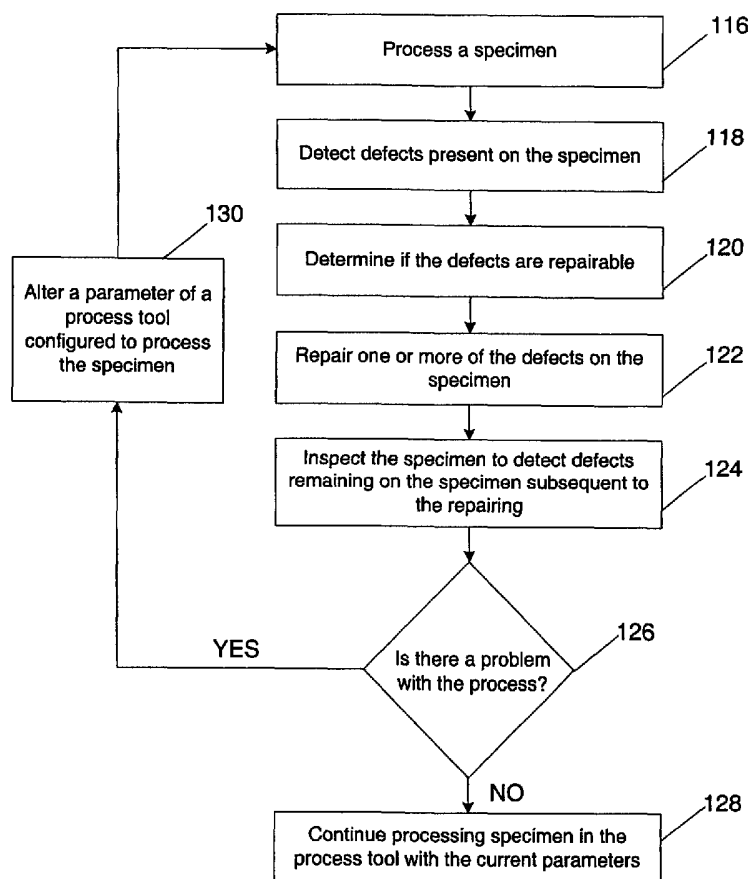 Process a specimen
116
Detect defects present on the specimen
118
130
Determine if the defects are repairable
120
Alter a parameter of a
process tool
configured to process
the specimen
Repair one or more of the defects on the
specimen
122
Inspect the specimen to detect defects
remaining on the specimen subsequent to
the repairing
124
YES
Is there a problem
with the process?
126
NO
Continue processing specimen in the
process tool with the current parameters
128